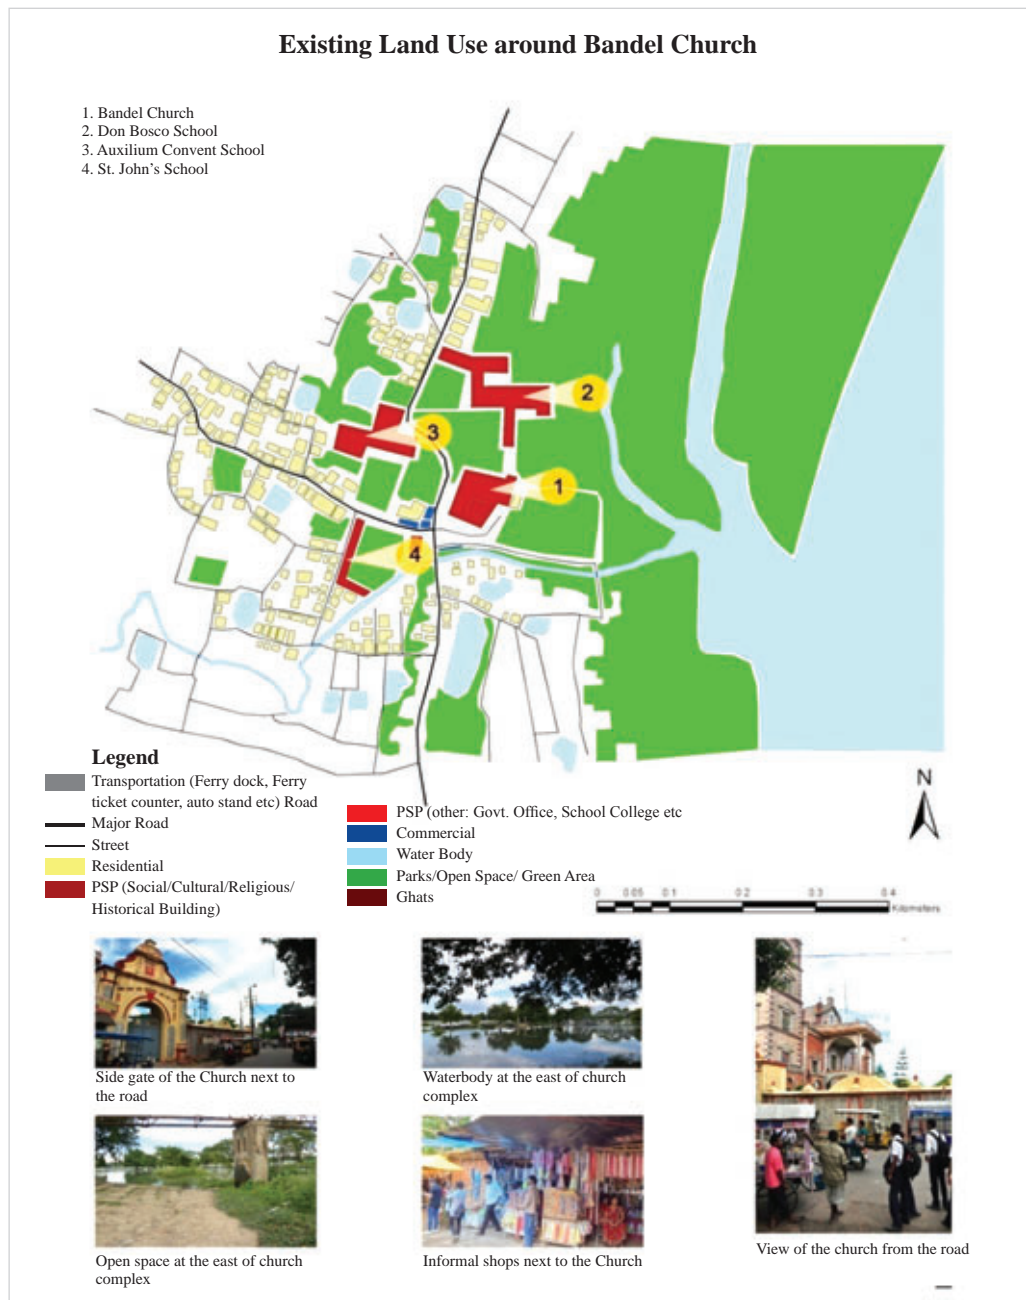 Existing Land Use around Bandel Church
1. Bandel Church
2. Don Bosco School
3. Auxilium Convent School
4. St. John's School
2
3
1
4
Legend
Transportation (Ferry dock, Ferry
ticket counter, auto stand etc) Road
Major Road
Street
Residential
PSP (Social/Cultural/Religious/
Historical Building)
PSP (other: Govt. Office, School College etc
Commercial
Water Body
Parks/Open Space/ Green Area
Ghats
N
0 0.05 0.1 0.2 0.3 0.4
Kilometers
Side gate of the Church next to
the road
Waterbody at the east of church
complex
Open space at the east of church
complex
Informal shops next to the Church
View of the church from the road